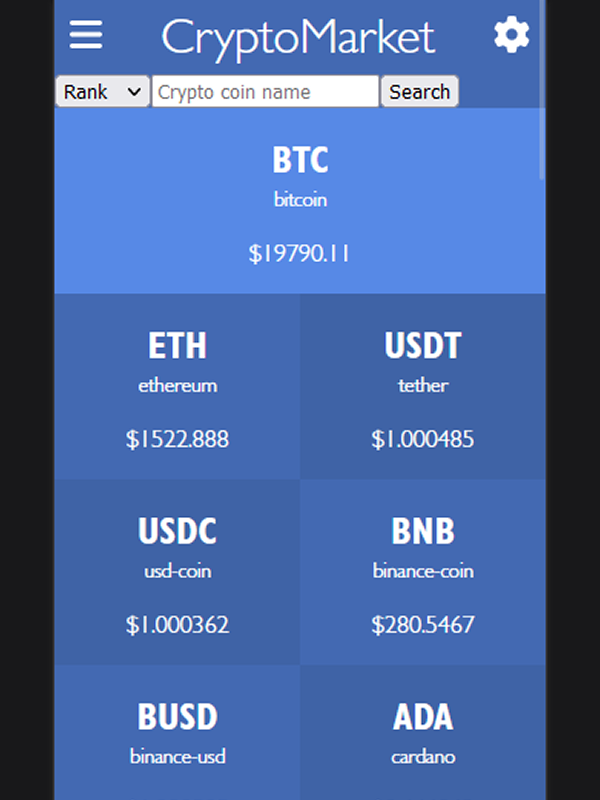 CryptoMarket
Rank Crypto coin name Search
BTC
bitcoin
$19790.11
ETH
ethereum
$1522.888
USDT
tether
$1.000485
USDC
usd-coin
$1.000362
BNB
binance-coin
$280.5467
BUSD
binance-usd
ADA
cardano